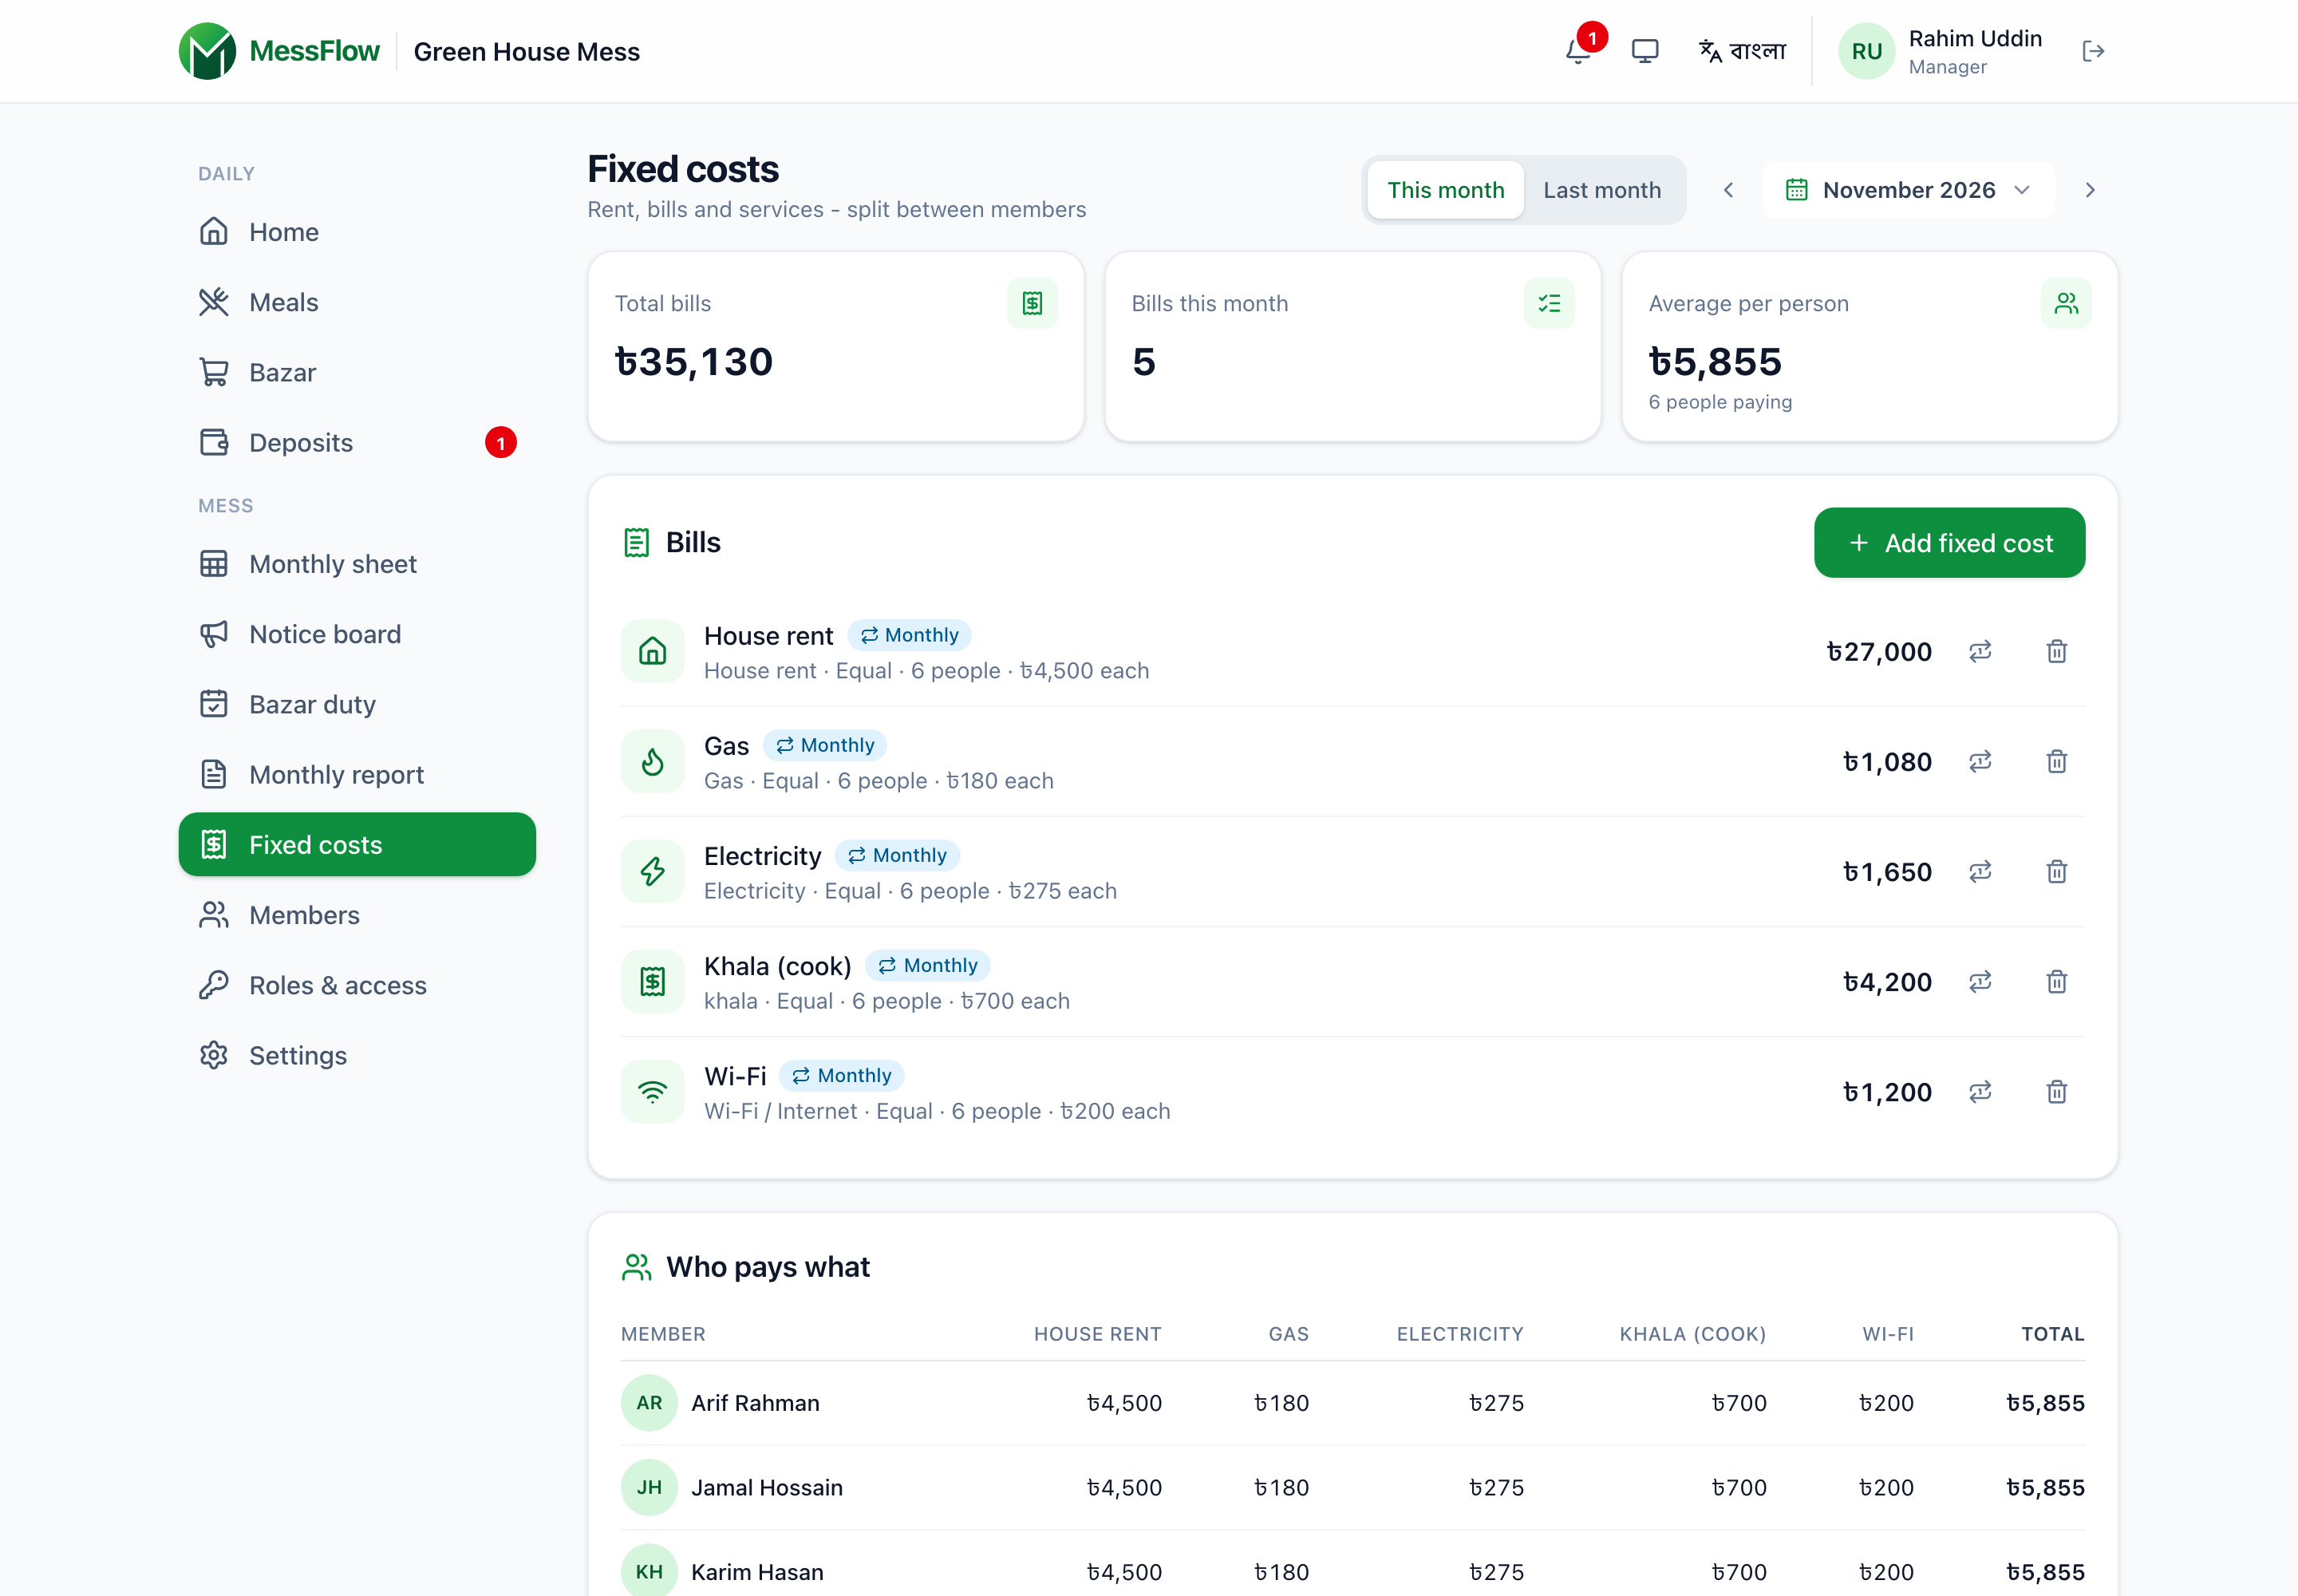 MessFlow
Green House Mess
1
বাংলা
RU
Rahim Uddin
Manager
DAILY
Home
Meals
Bazar
Deposits
1
MESS
Monthly sheet
Notice board
Bazar duty
Monthly report
Fixed costs
Members
Roles & access
Settings
Fixed costs
Rent, bills and services - split between members
This month
Last month
November 2026
Total bills
৳35,130
Bills this month
5
Average per person
৳5,855
6 people paying
Bills
+ Add fixed cost
House rent Monthly
House rent · Equal · 6 people · ৳4,500 each
৳27,000
Gas Monthly
Gas · Equal · 6 people · ৳180 each
৳1,080
Electricity Monthly
Electricity · Equal · 6 people · ৳275 each
৳1,650
Khala (cook) Monthly
khala · Equal · 6 people · ৳700 each
৳4,200
Wi-Fi Monthly
Wi-Fi / Internet · Equal · 6 people · ৳200 each
৳1,200
Who pays what
MEMBER HOUSE RENT GAS ELECTRICITY KHALA (COOK) WI-FI TOTAL
AR Arif Rahman ৳4,500 ৳180 ৳275 ৳700 ৳200 ৳5,855
JH Jamal Hossain ৳4,500 ৳180 ৳275 ৳700 ৳200 ৳5,855
KH Karim Hasan ৳4,500 ৳180 ৳275 ৳700 ৳200 ৳5,855